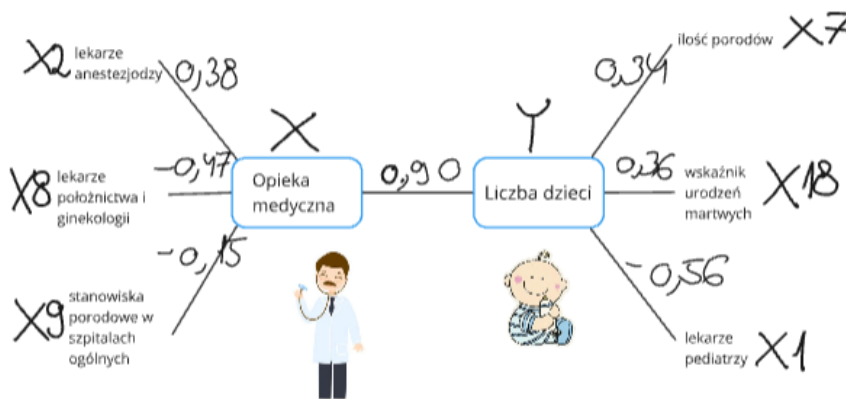 X2 lekarze
anestezjodzy
0,38
X
-0,47
X8 lekarze
położnictwa i
ginekologii
Opieka
medyczna
-0,15
X9 stanowiska
porodowe w
szpitalach
ogólnych
0,90
Y
Liczba dzieci
ilość porodów X7
0,34
0,36
wskaźnik
urodzeń
martwych
X18
-0,56
lekarze
pediatrzy X1